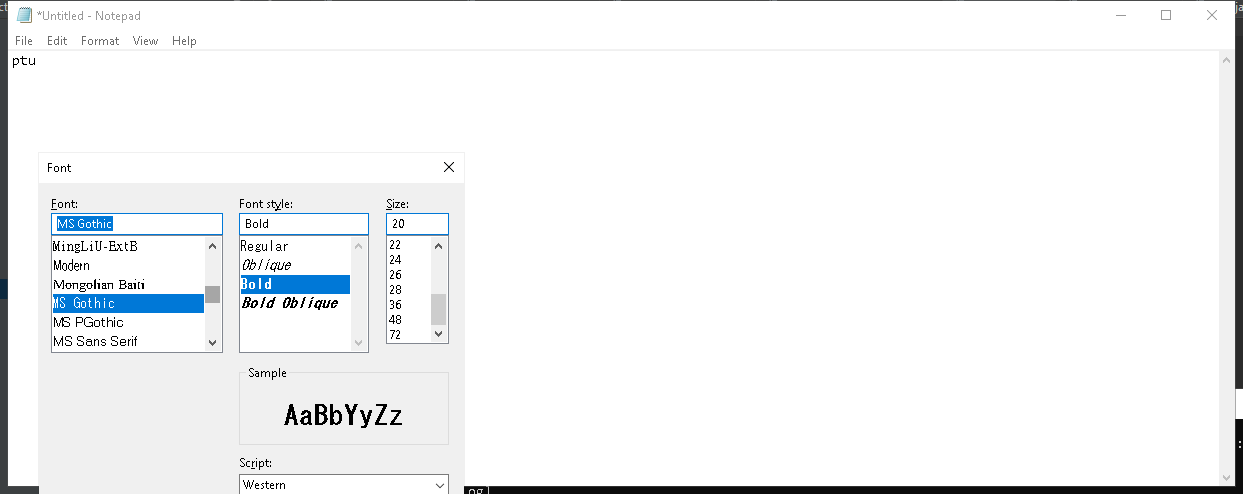 *Untitled - Notepad
File Edit Format View Help
ptu
Font
Font: Font style: Size:
MS Gothic Bold 20
MingLiU-ExtB
Modern
Mongolian Baiti
MS Gothic
MS PGothic
MS Sans Serif
Regular
Oblique
Bold
Bold Oblique
22
24
26
28
36
48
72
Sample
AaBbYyZz
Script:
Western